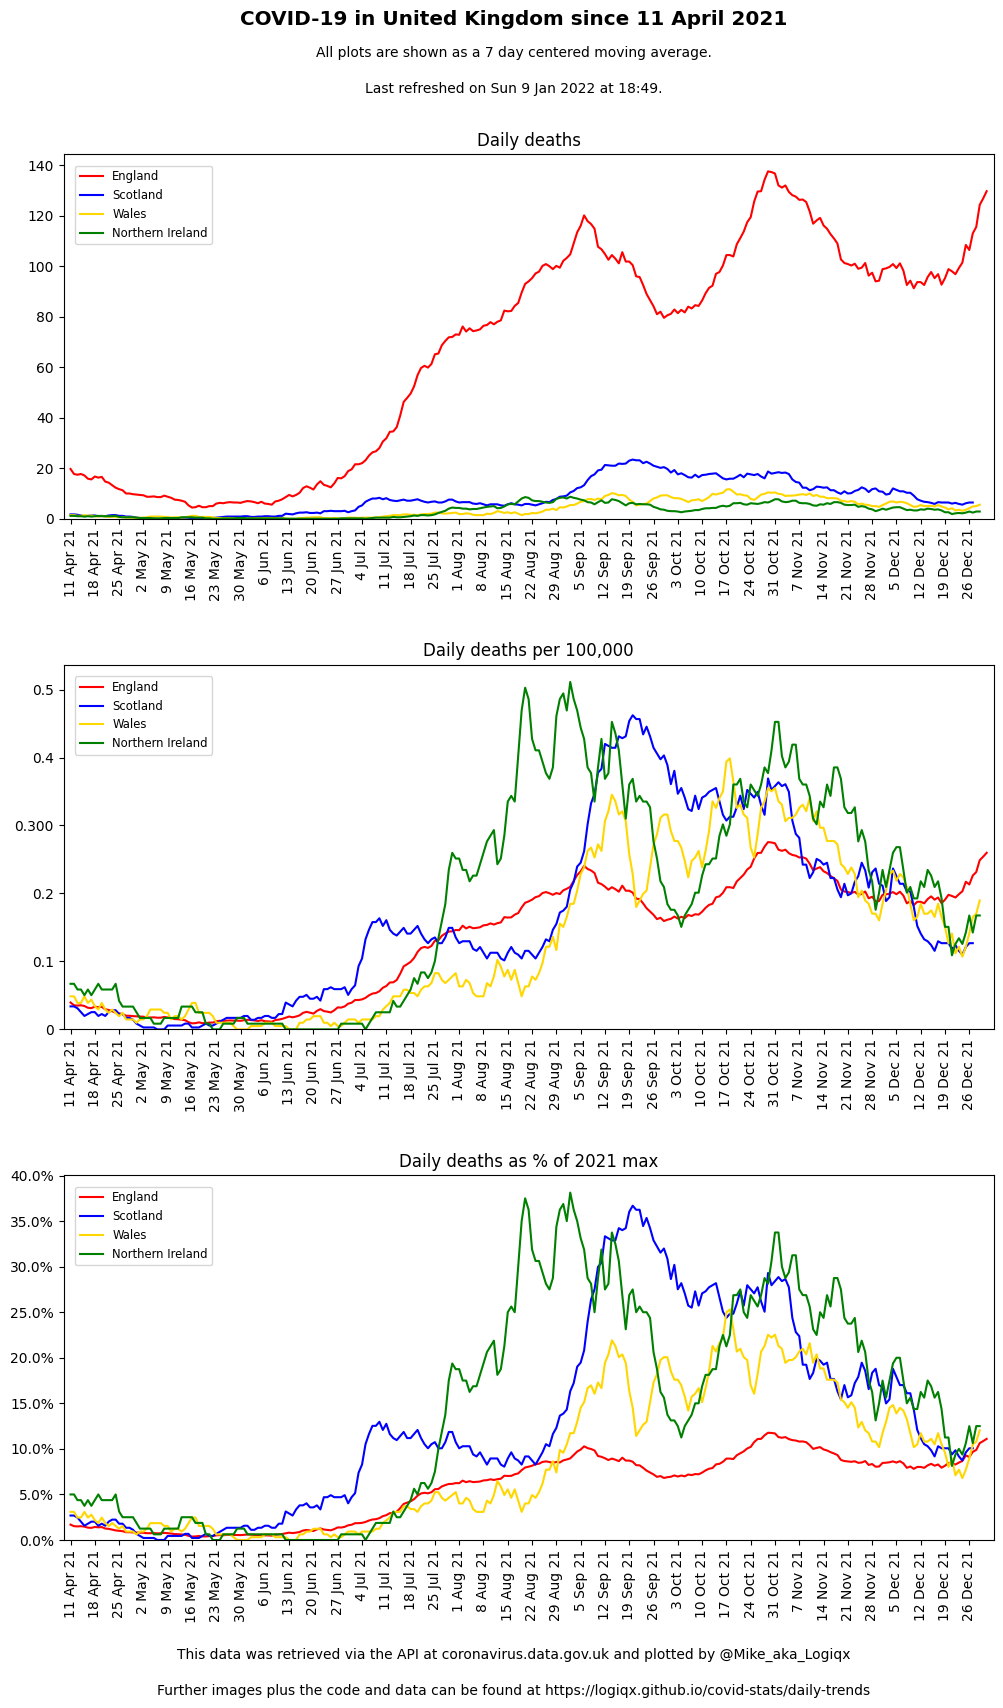 COVID-19 in United Kingdom since 11 April 2021
All plots are shown as a 7 day centered moving average.
Last refreshed on Sun 9 Jan 2022 at 18:49.
Daily deaths
140
120
100
80
60
40
20
0
England
Scotland
Wales
Northern Ireland
11 Apr 21
18 Apr 21
25 Apr 21
2 May 21
9 May 21
16 May 21
23 May 21
30 May 21
6 Jun 21
13 Jun 21
20 Jun 21
27 Jun 21
4 Jul 21
11 Jul 21
18 Jul 21
25 Jul 21
1 Aug 21
8 Aug 21
15 Aug 21
22 Aug 21
29 Aug 21
5 Sep 21
12 Sep 21
19 Sep 21
26 Sep 21
3 Oct 21
10 Oct 21
17 Oct 21
24 Oct 21
31 Oct 21
7 Nov 21
14 Nov 21
21 Nov 21
28 Nov 21
5 Dec 21
12 Dec 21
19 Dec 21
26 Dec 21
Daily deaths per 100,000
0.5
0.4
0.300
0.2
0.1
0
England
Scotland
Wales
Northern Ireland
11 Apr 21
18 Apr 21
25 Apr 21
2 May 21
9 May 21
16 May 21
23 May 21
30 May 21
6 Jun 21
13 Jun 21
20 Jun 21
27 Jun 21
4 Jul 21
11 Jul 21
18 Jul 21
25 Jul 21
1 Aug 21
8 Aug 21
15 Aug 21
22 Aug 21
29 Aug 21
5 Sep 21
12 Sep 21
19 Sep 21
26 Sep 21
3 Oct 21
10 Oct 21
17 Oct 21
24 Oct 21
31 Oct 21
7 Nov 21
14 Nov 21
21 Nov 21
28 Nov 21
5 Dec 21
12 Dec 21
19 Dec 21
26 Dec 21
Daily deaths as % of 2021 max
40.0%
35.0%
30.0%
25.0%
20.0%
15.0%
10.0%
5.0%
0.0%
England
Scotland
Wales
Northern Ireland
11 Apr 21
18 Apr 21
25 Apr 21
2 May 21
9 May 21
16 May 21
23 May 21
30 May 21
6 Jun 21
13 Jun 21
20 Jun 21
27 Jun 21
4 Jul 21
11 Jul 21
18 Jul 21
25 Jul 21
1 Aug 21
8 Aug 21
15 Aug 21
22 Aug 21
29 Aug 21
5 Sep 21
12 Sep 21
19 Sep 21
26 Sep 21
3 Oct 21
10 Oct 21
17 Oct 21
24 Oct 21
31 Oct 21
7 Nov 21
14 Nov 21
21 Nov 21
28 Nov 21
5 Dec 21
12 Dec 21
19 Dec 21
26 Dec 21
This data was retrieved via the API at coronavirus.data.gov.uk and plotted by @Mike_aka_Logiqx
Further images plus the code and data can be found at https://logiqx.github.io/covid-stats/daily-trends